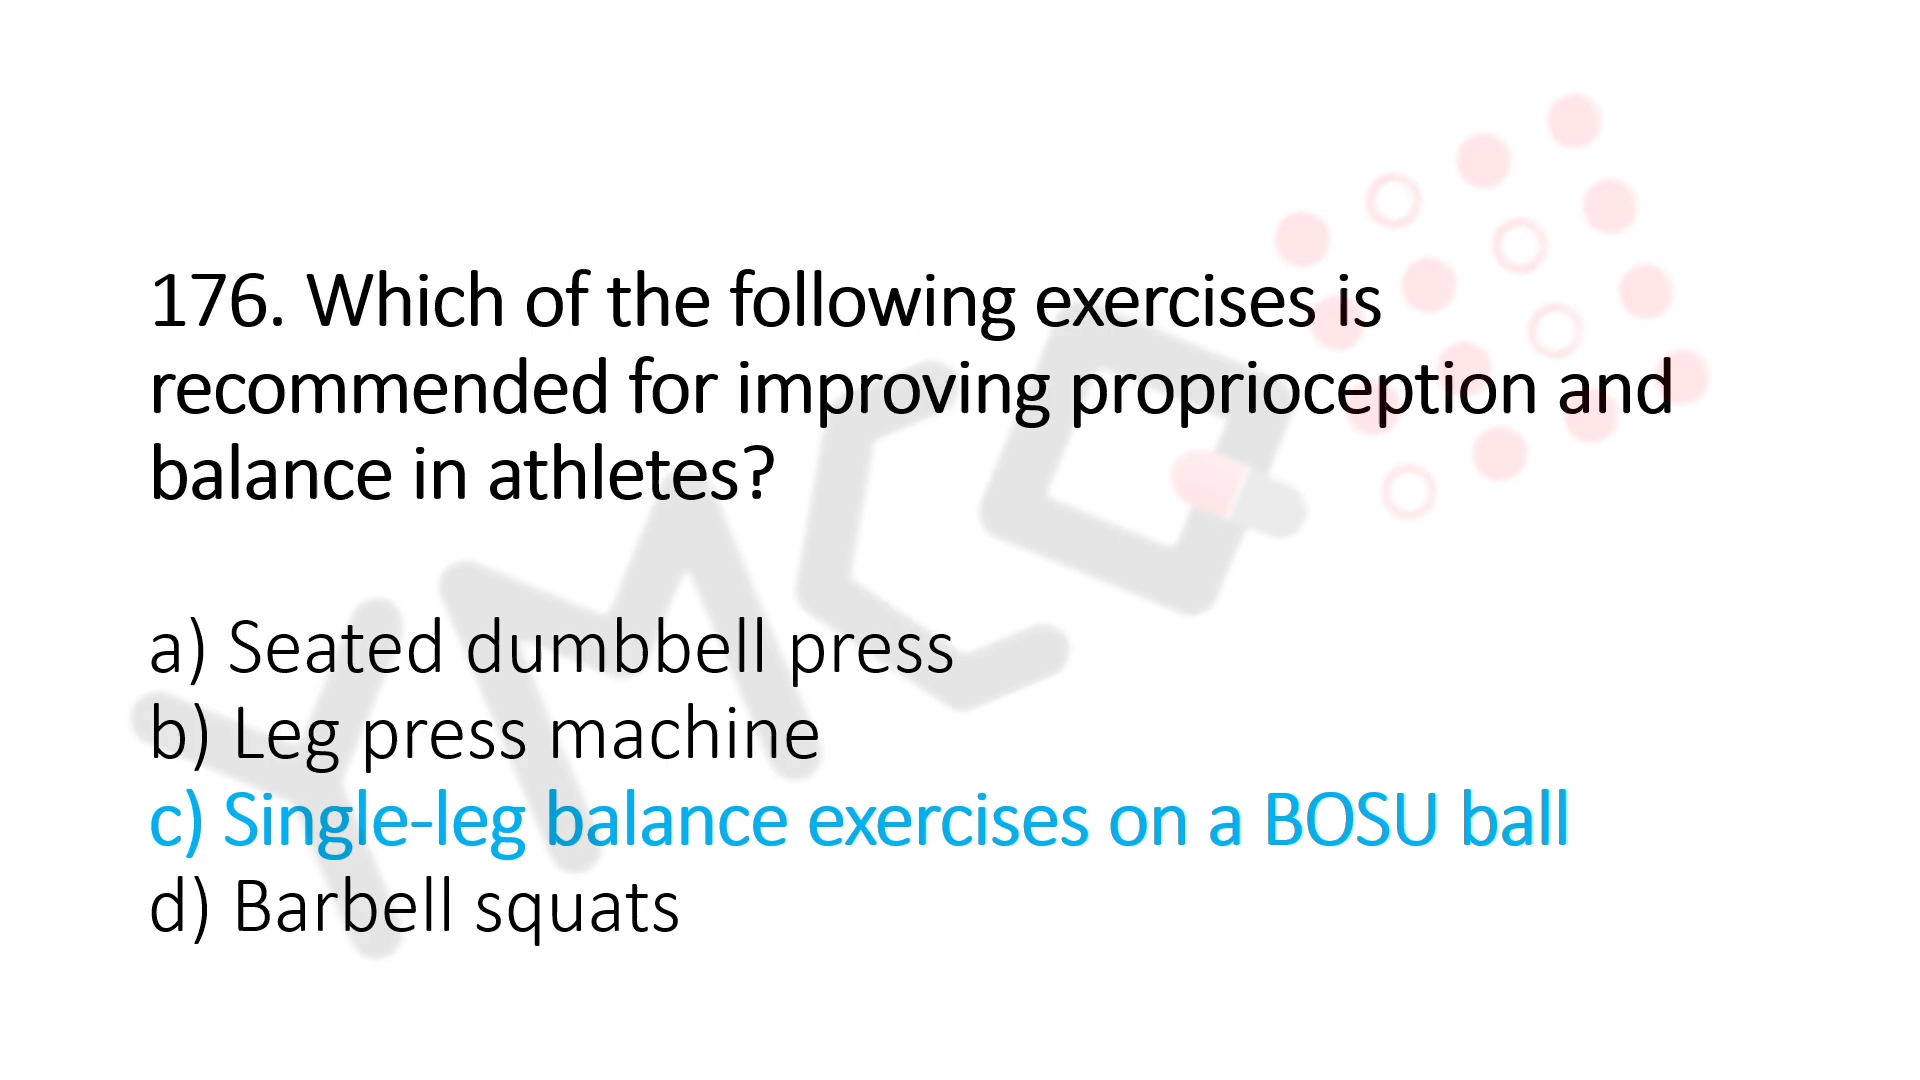 176. Which of the following exercises is
recommended for improving proprioception and
balance in athletes?
a) Seated dumbbell press
b) Leg press machine
c) Single-leg balance exercises on a BOSU ball
d) Barbell squats
YMCQ